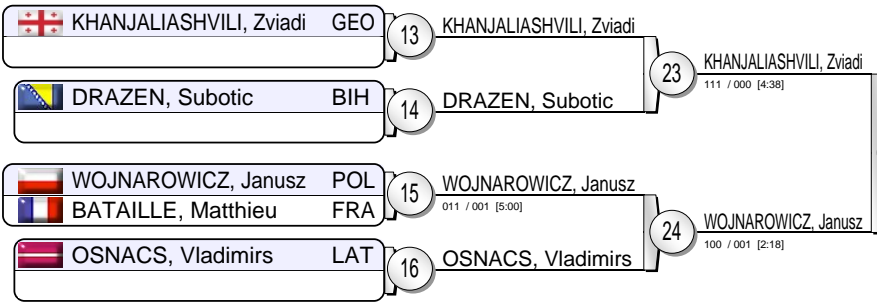 KHANJALIASHVILI, Zviadi GEO
13
KHANJALIASHVILI, Zviadi
DRAZEN, Subotic BIH
14
DRAZEN, Subotic
23
KHANJALIASHVILI, Zviadi
111 / 000 [4:38]
WOJNAROWICZ, Janusz POL
BATAILLE, Matthieu FRA
15
WOJNAROWICZ, Janusz
011 / 001 [5:00]
OSNACS, Vladimirs LAT
16
OSNACS, Vladimirs
24
WOJNAROWICZ, Janusz
100 / 001 [2:18]